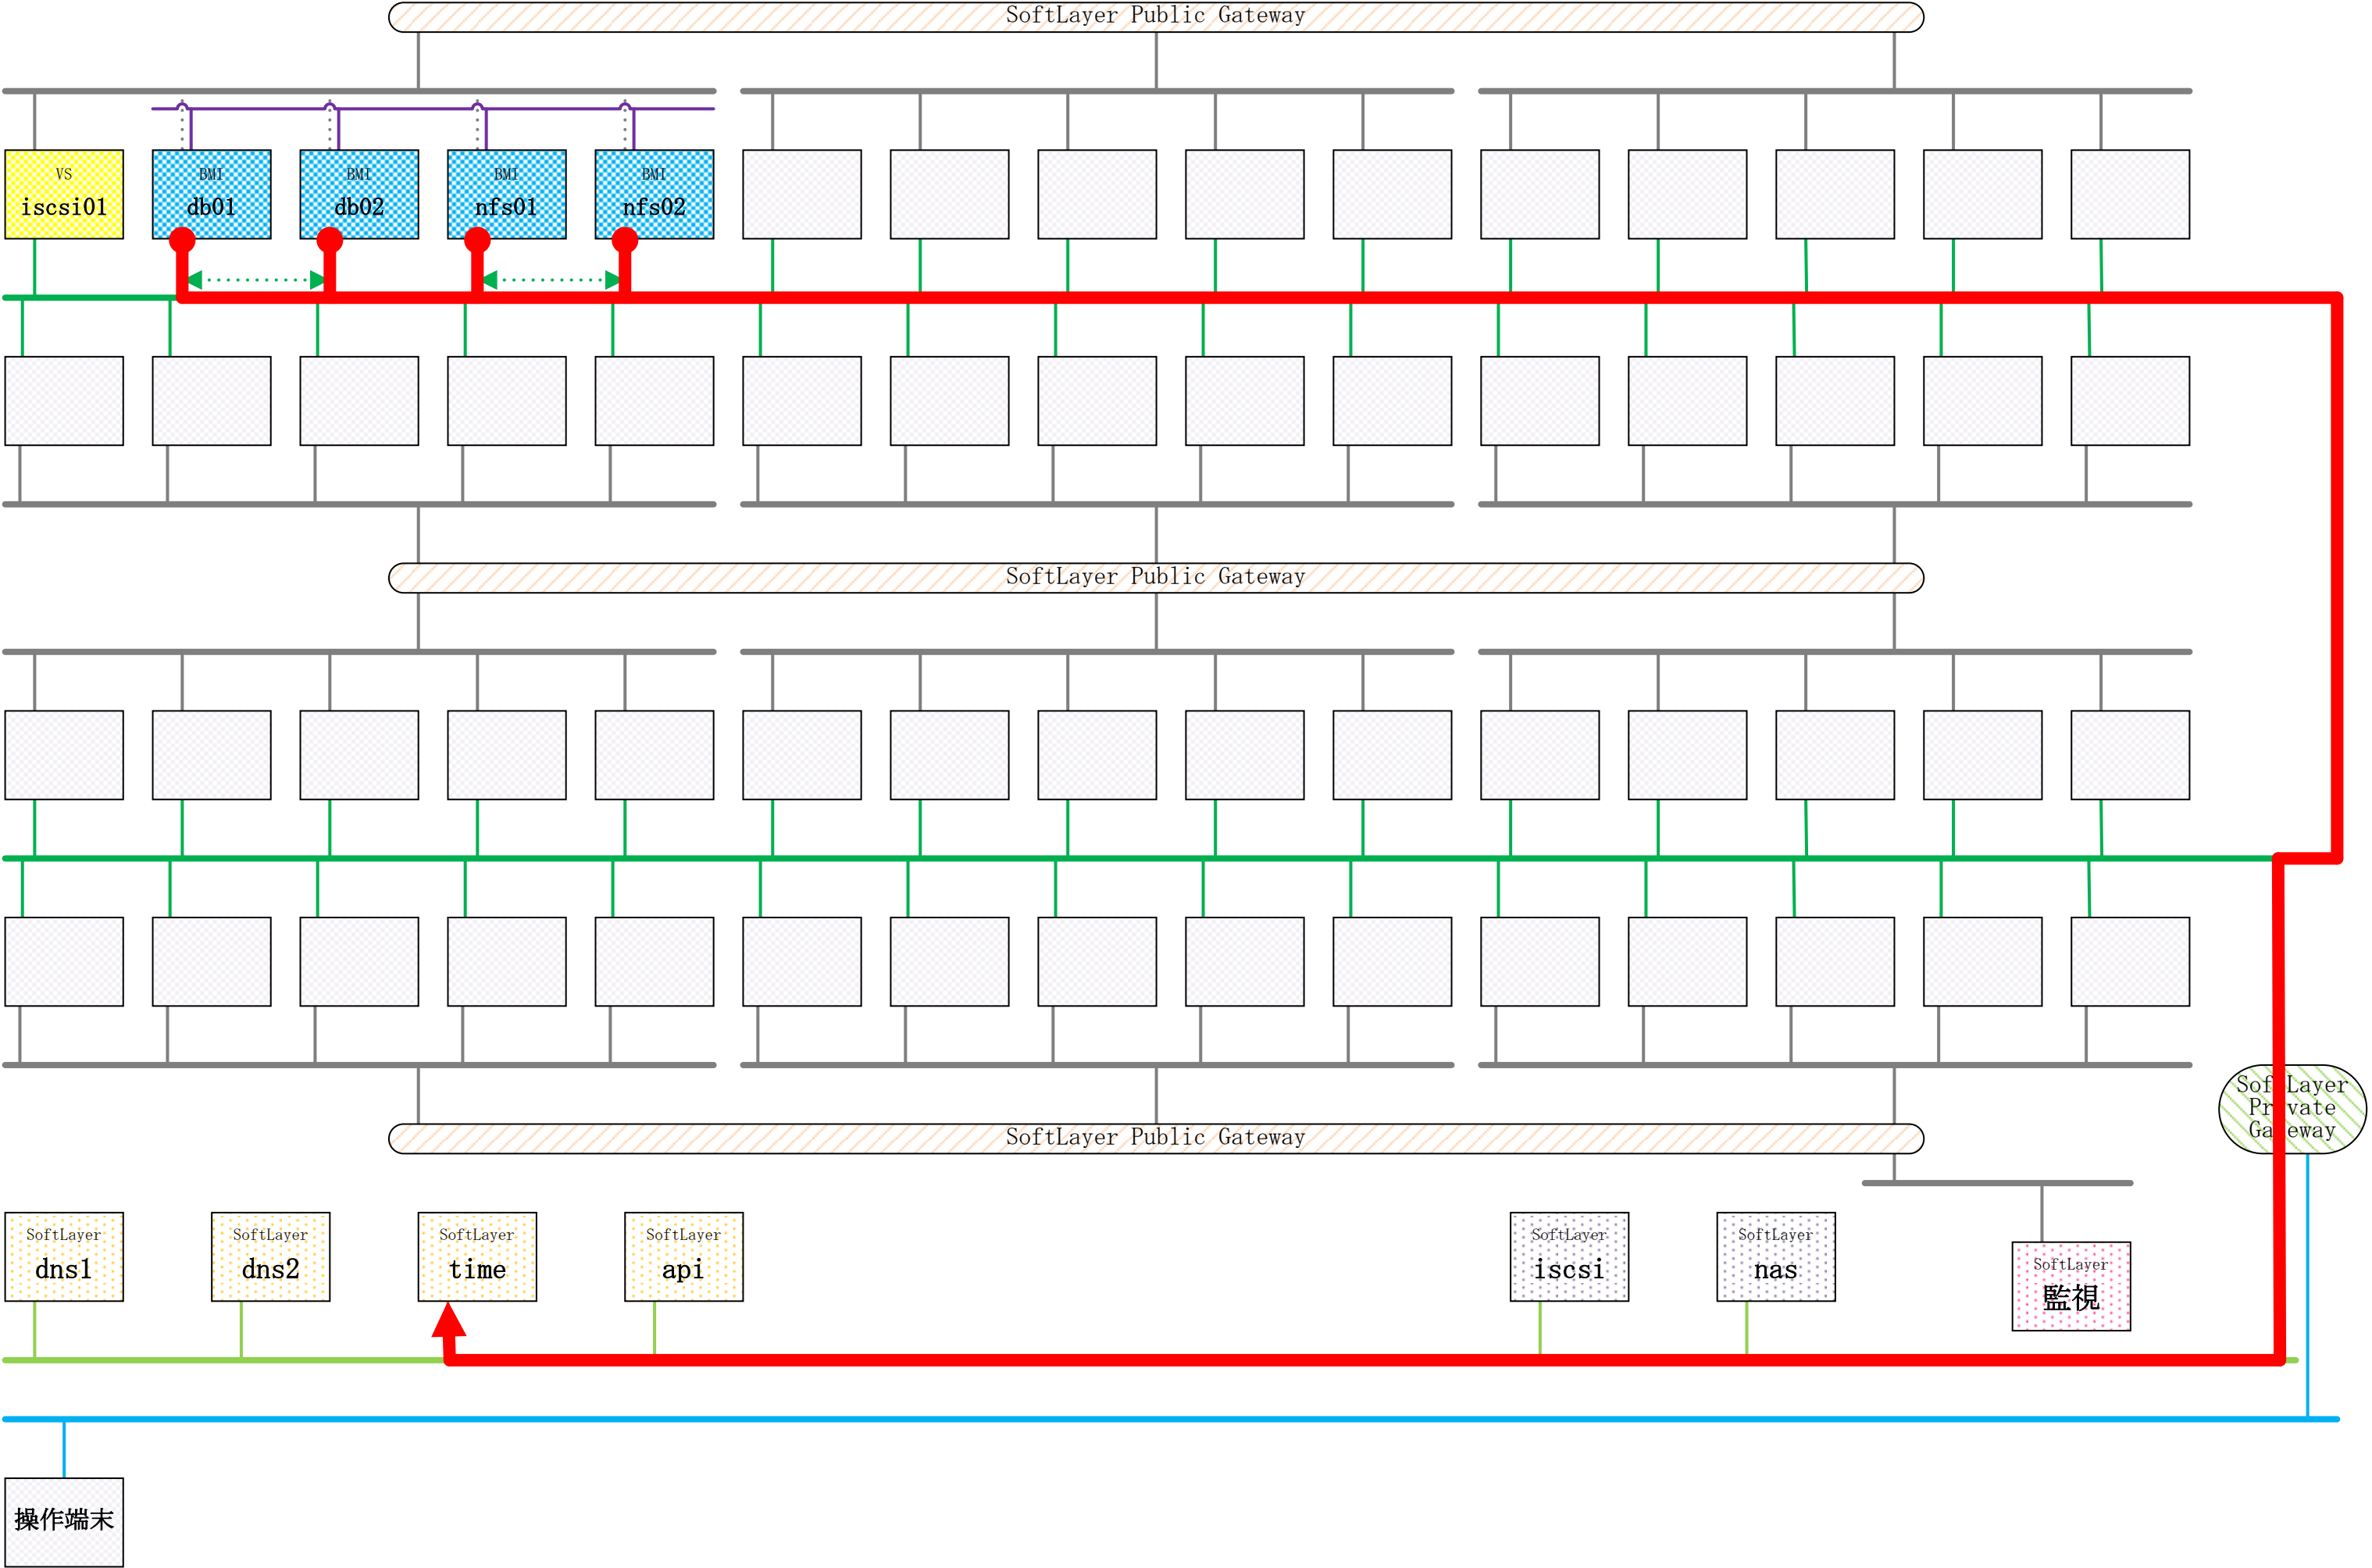 SoftLayer Public Gateway
VS
iscsi01
BMI
db01
BMI
db02
BMI
nfs01
BMI
nfs02
SoftLayer Public Gateway
SoftLayer
Private
Gateway
SoftLayer Public Gateway
SoftLayer
dns1
SoftLayer
dns2
SoftLayer
time
SoftLayer
api
SoftLayer
iscsi
SoftLayer
nas
SoftLayer
監視
操作端末